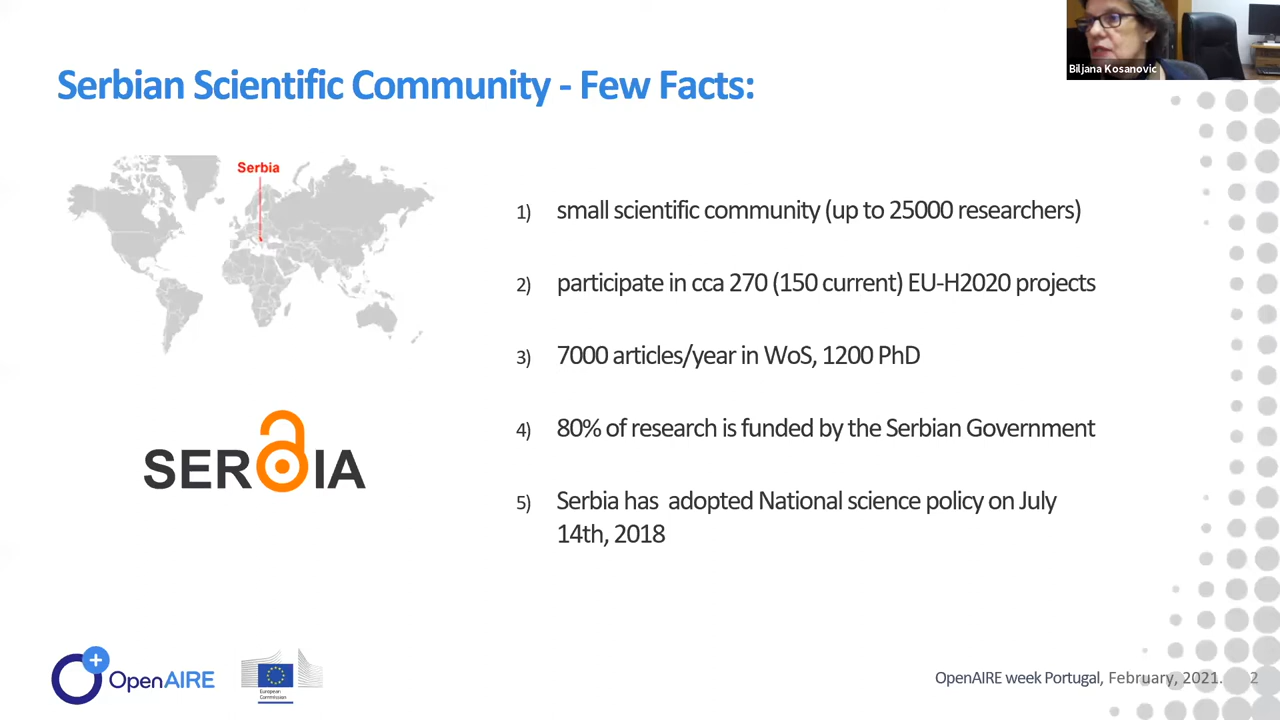 Biljana Kosanovic
Serbian Scientific Community - Few Facts:
Serbia
1) small scientific community (up to 25000 researchers)
2) participate in cca 270 (150 current) EU-H2020 projects
3) 7000 articles/year in WoS, 1200 PhD
4) 80% of research is funded by the Serbian Government
5) Serbia has adopted National science policy on July
14th, 2018
SERBIA
OpenAIRE
European
Commission
OpenAIRE week Portugal, February, 2021. 2